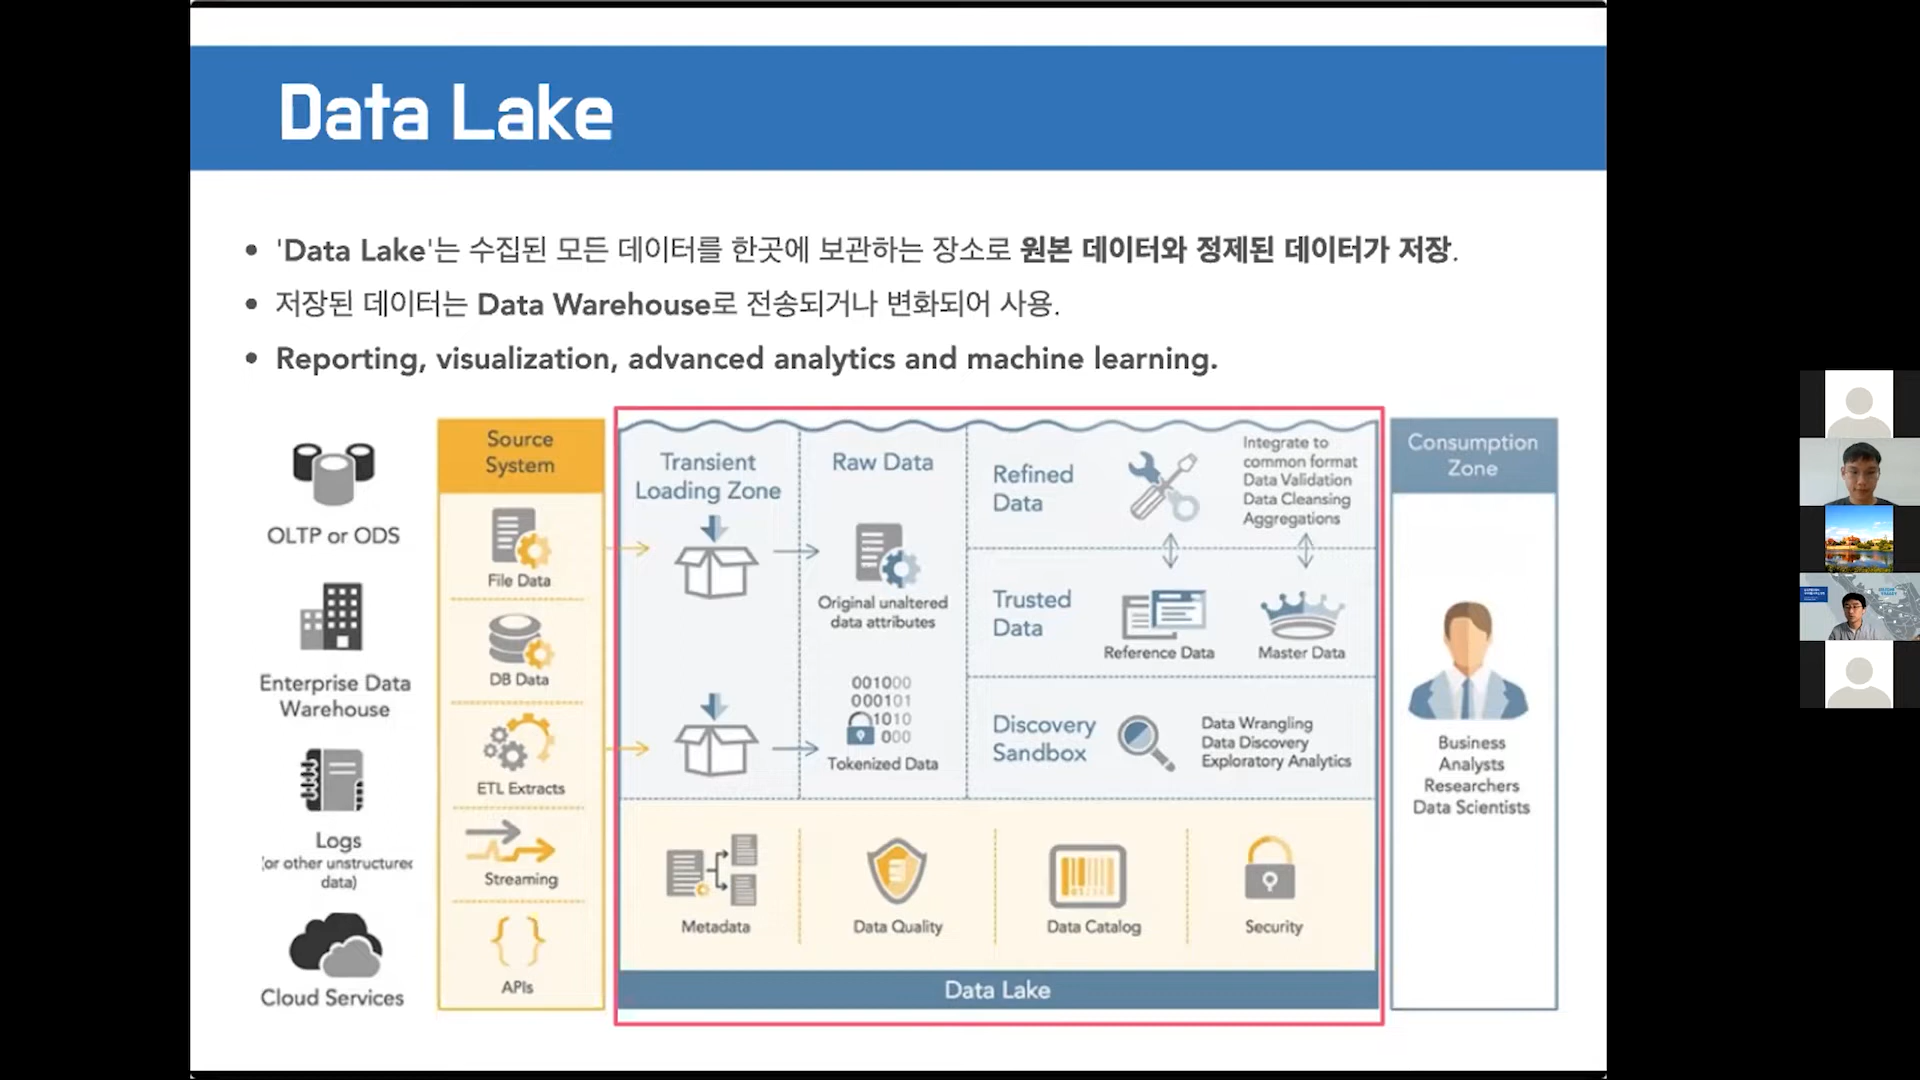 Data Lake
• 'Data Lake'는 수집된 모든 데이터를 한곳에 보관하는 장소로 원본 데이터와 정제된 데이터가 저장.
• 저장된 데이터는 Data Warehouse로 전송되거나 변화되어 사용.
• Reporting, visualization, advanced analytics and machine learning.
OLTP or ODS
Enterprise Data
Warehouse
Logs
(or other unstructured
data)
Cloud Services
Source
System
File Data
DB Data
ETL Extracts
Streaming
{ }
APIs
Transient
Loading Zone
Raw Data
Original unaltered
data attributes
001000
000101
1010
000
Tokenized Data
Refined
Data
Integrate to
common format
Data Validation
Data Cleansing
Aggregations
Trusted
Data
Reference Data
Master Data
Discovery
Sandbox
Data Wrangling
Data Discovery
Exploratory Analytics
Metadata
Data Quality
Data Catalog
Security
Data Lake
Consumption
Zone
Business
Analysts
Researchers
Data Scientists